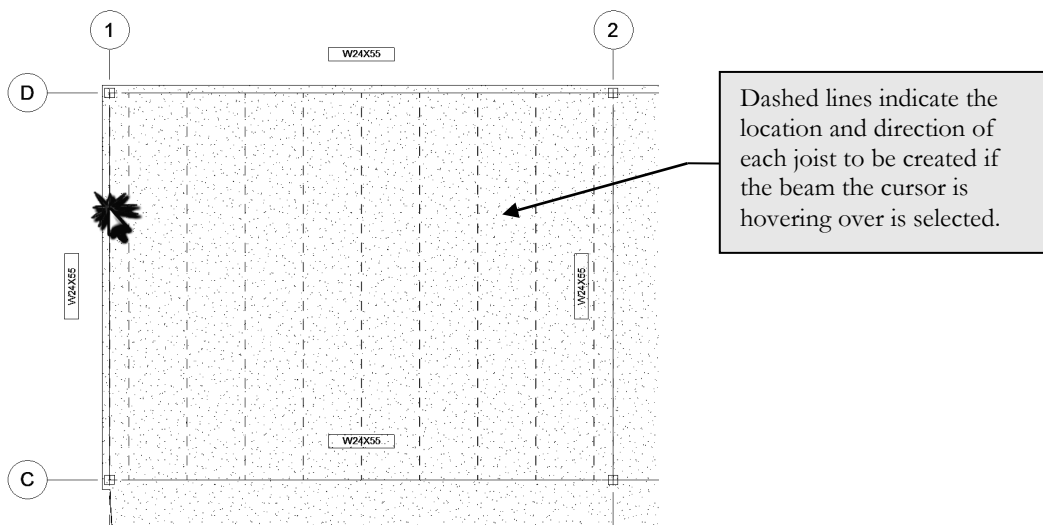 1
2
W24X55
D
Dashed lines indicate the
location and direction of
each joist to be created if
the beam the cursor is
hovering over is selected.
W24X55
W24X55
W24X55
C